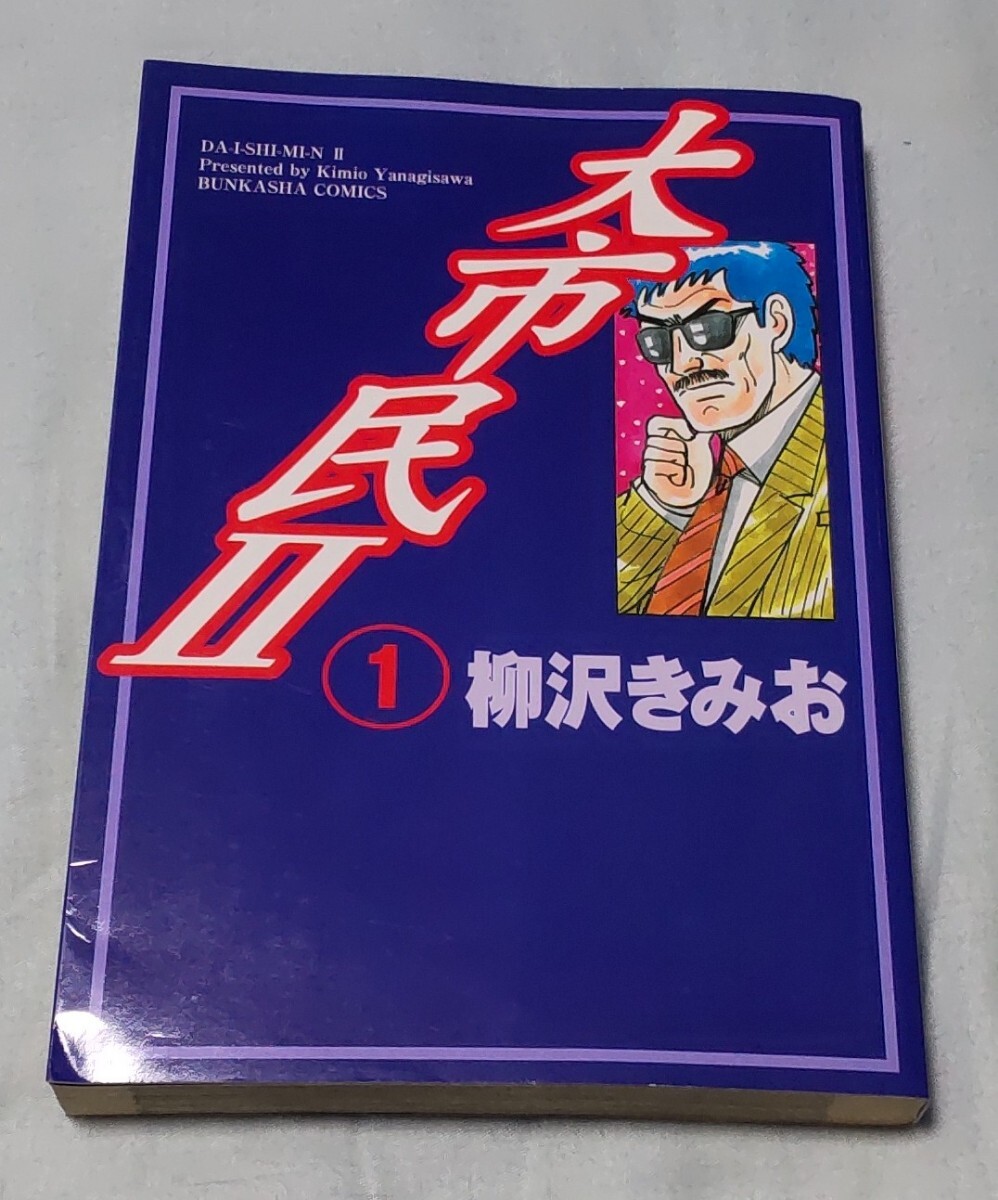 DA-I-SHI-MI-N II
Presented by Kimio Yanagisawa
BUNKASHA COMICS
大市民II
1
柳沢きみお